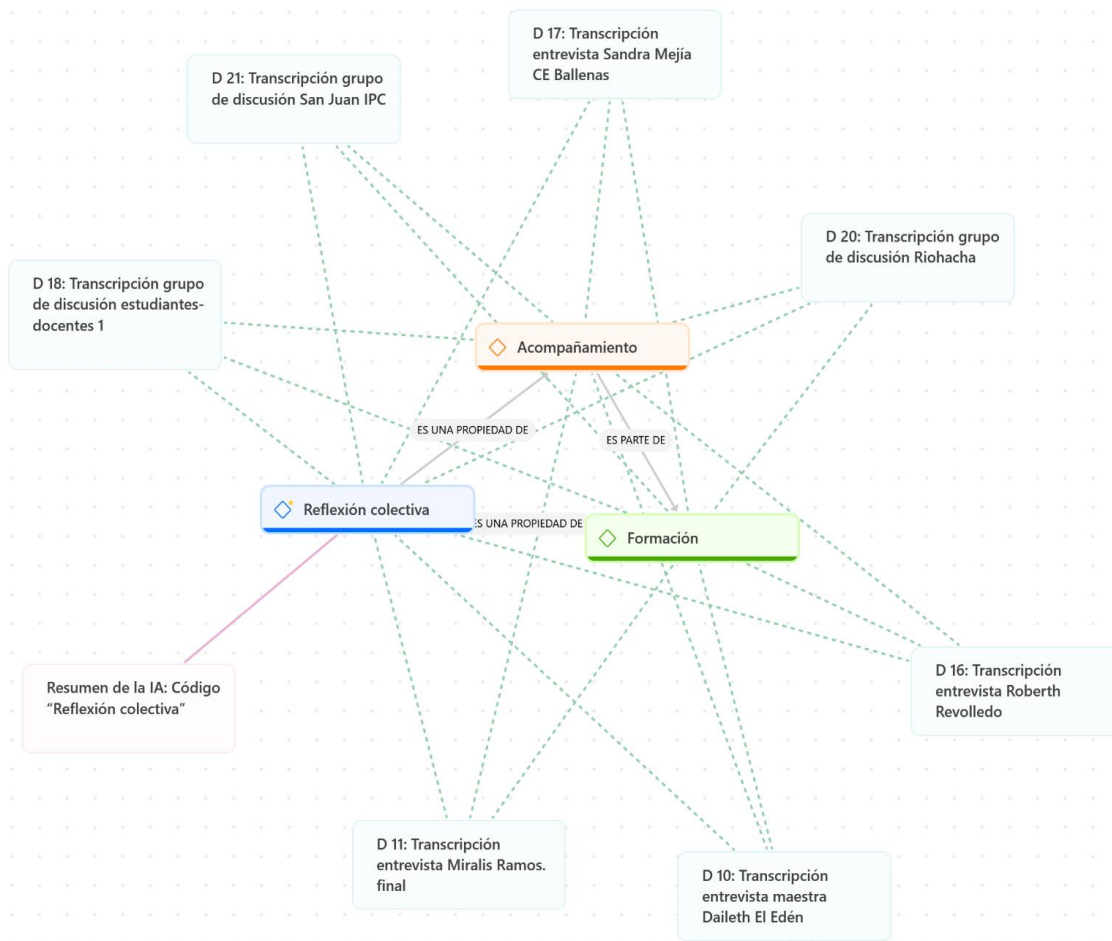 D 17: Transcripción
entrevista Sandra Mejía
CE Ballenas
D 21: Transcripción grupo
de discusión San Juan IPC
D 20: Transcripción grupo
de discusión Riohacha
D 18: Transcripción grupo
de discusión estudiantes-
docentes 1
Acompañamiento
ES UNA PROPIEDAD DE
ES PARTE DE
Reflexión colectiva
ES UNA PROPIEDAD DE
Formación
Resumen de la IA: Código
“Reflexión colectiva”
D 16: Transcripción
entrevista Roberth
Revolledo
D 11: Transcripción
entrevista Miralis Ramos.
final
D 10: Transcripción
entrevista maestra
Daileth El Edén